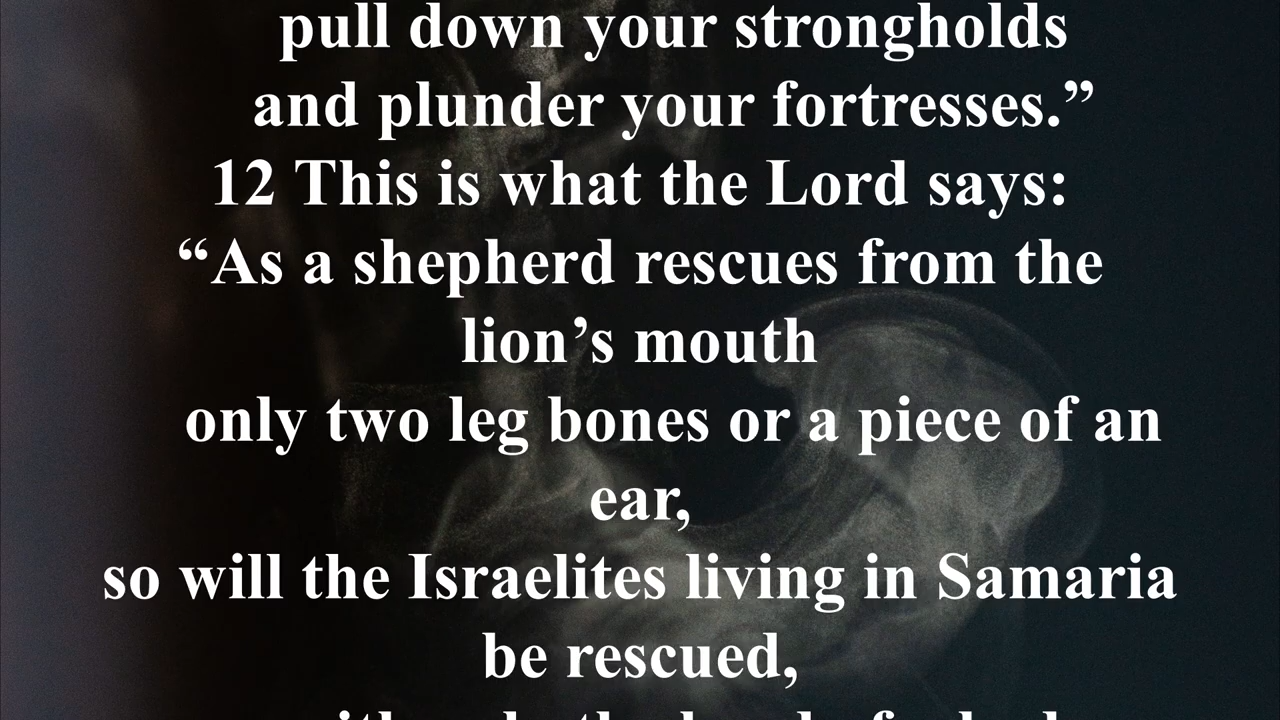 pull down your strongholds
and plunder your fortresses.”
12 This is what the Lord says:
“As a shepherd rescues from the
lion’s mouth
only two leg bones or a piece of an
ear,
so will the Israelites living in Samaria
be rescued,